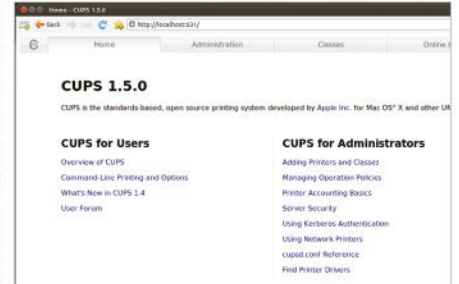 Home - CUPS 1.5.0
Back http://localhost:631/
Home Administration Classes Online
CUPS 1.5.0
CUPS is the standards-based, open source printing system developed by Apple Inc. for Mac OS® X and other
CUPS for Users
Overview of CUPS
Command-Line Printing and Options
What's New in CUPS 1.4
User Forum
CUPS for Administrators
Adding Printers and Classes
Managing Operation Policies
Printer Accounting Basics
Server Security
Using Kerberos Authentication
Using Network Printers
cupsd.conf Reference
Find Printer Drivers